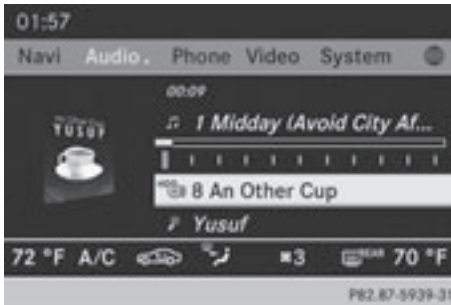 01:57
Navi Audio. Phone Video System
00:09
1 Midday (Avoid City Af...
YUSUF
HDD 8 An Other Cup
Yusuf
72 °F A/C ■3 REAR 70 °F
P82.87-5939-31